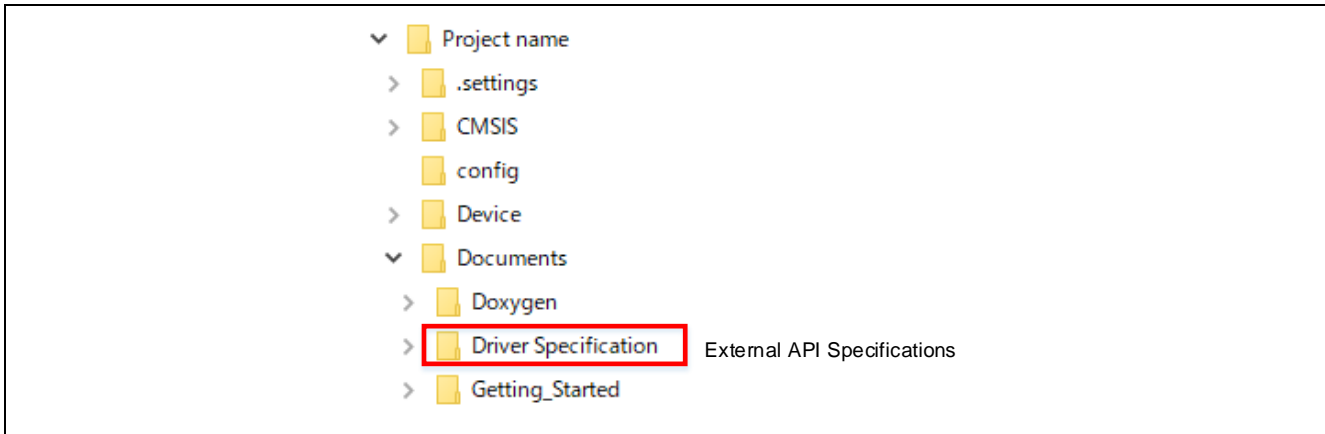 Project name
.settings
CMSIS
config
Device
Documents
Doxygen
Driver Specification External API Specifications
Getting_Started